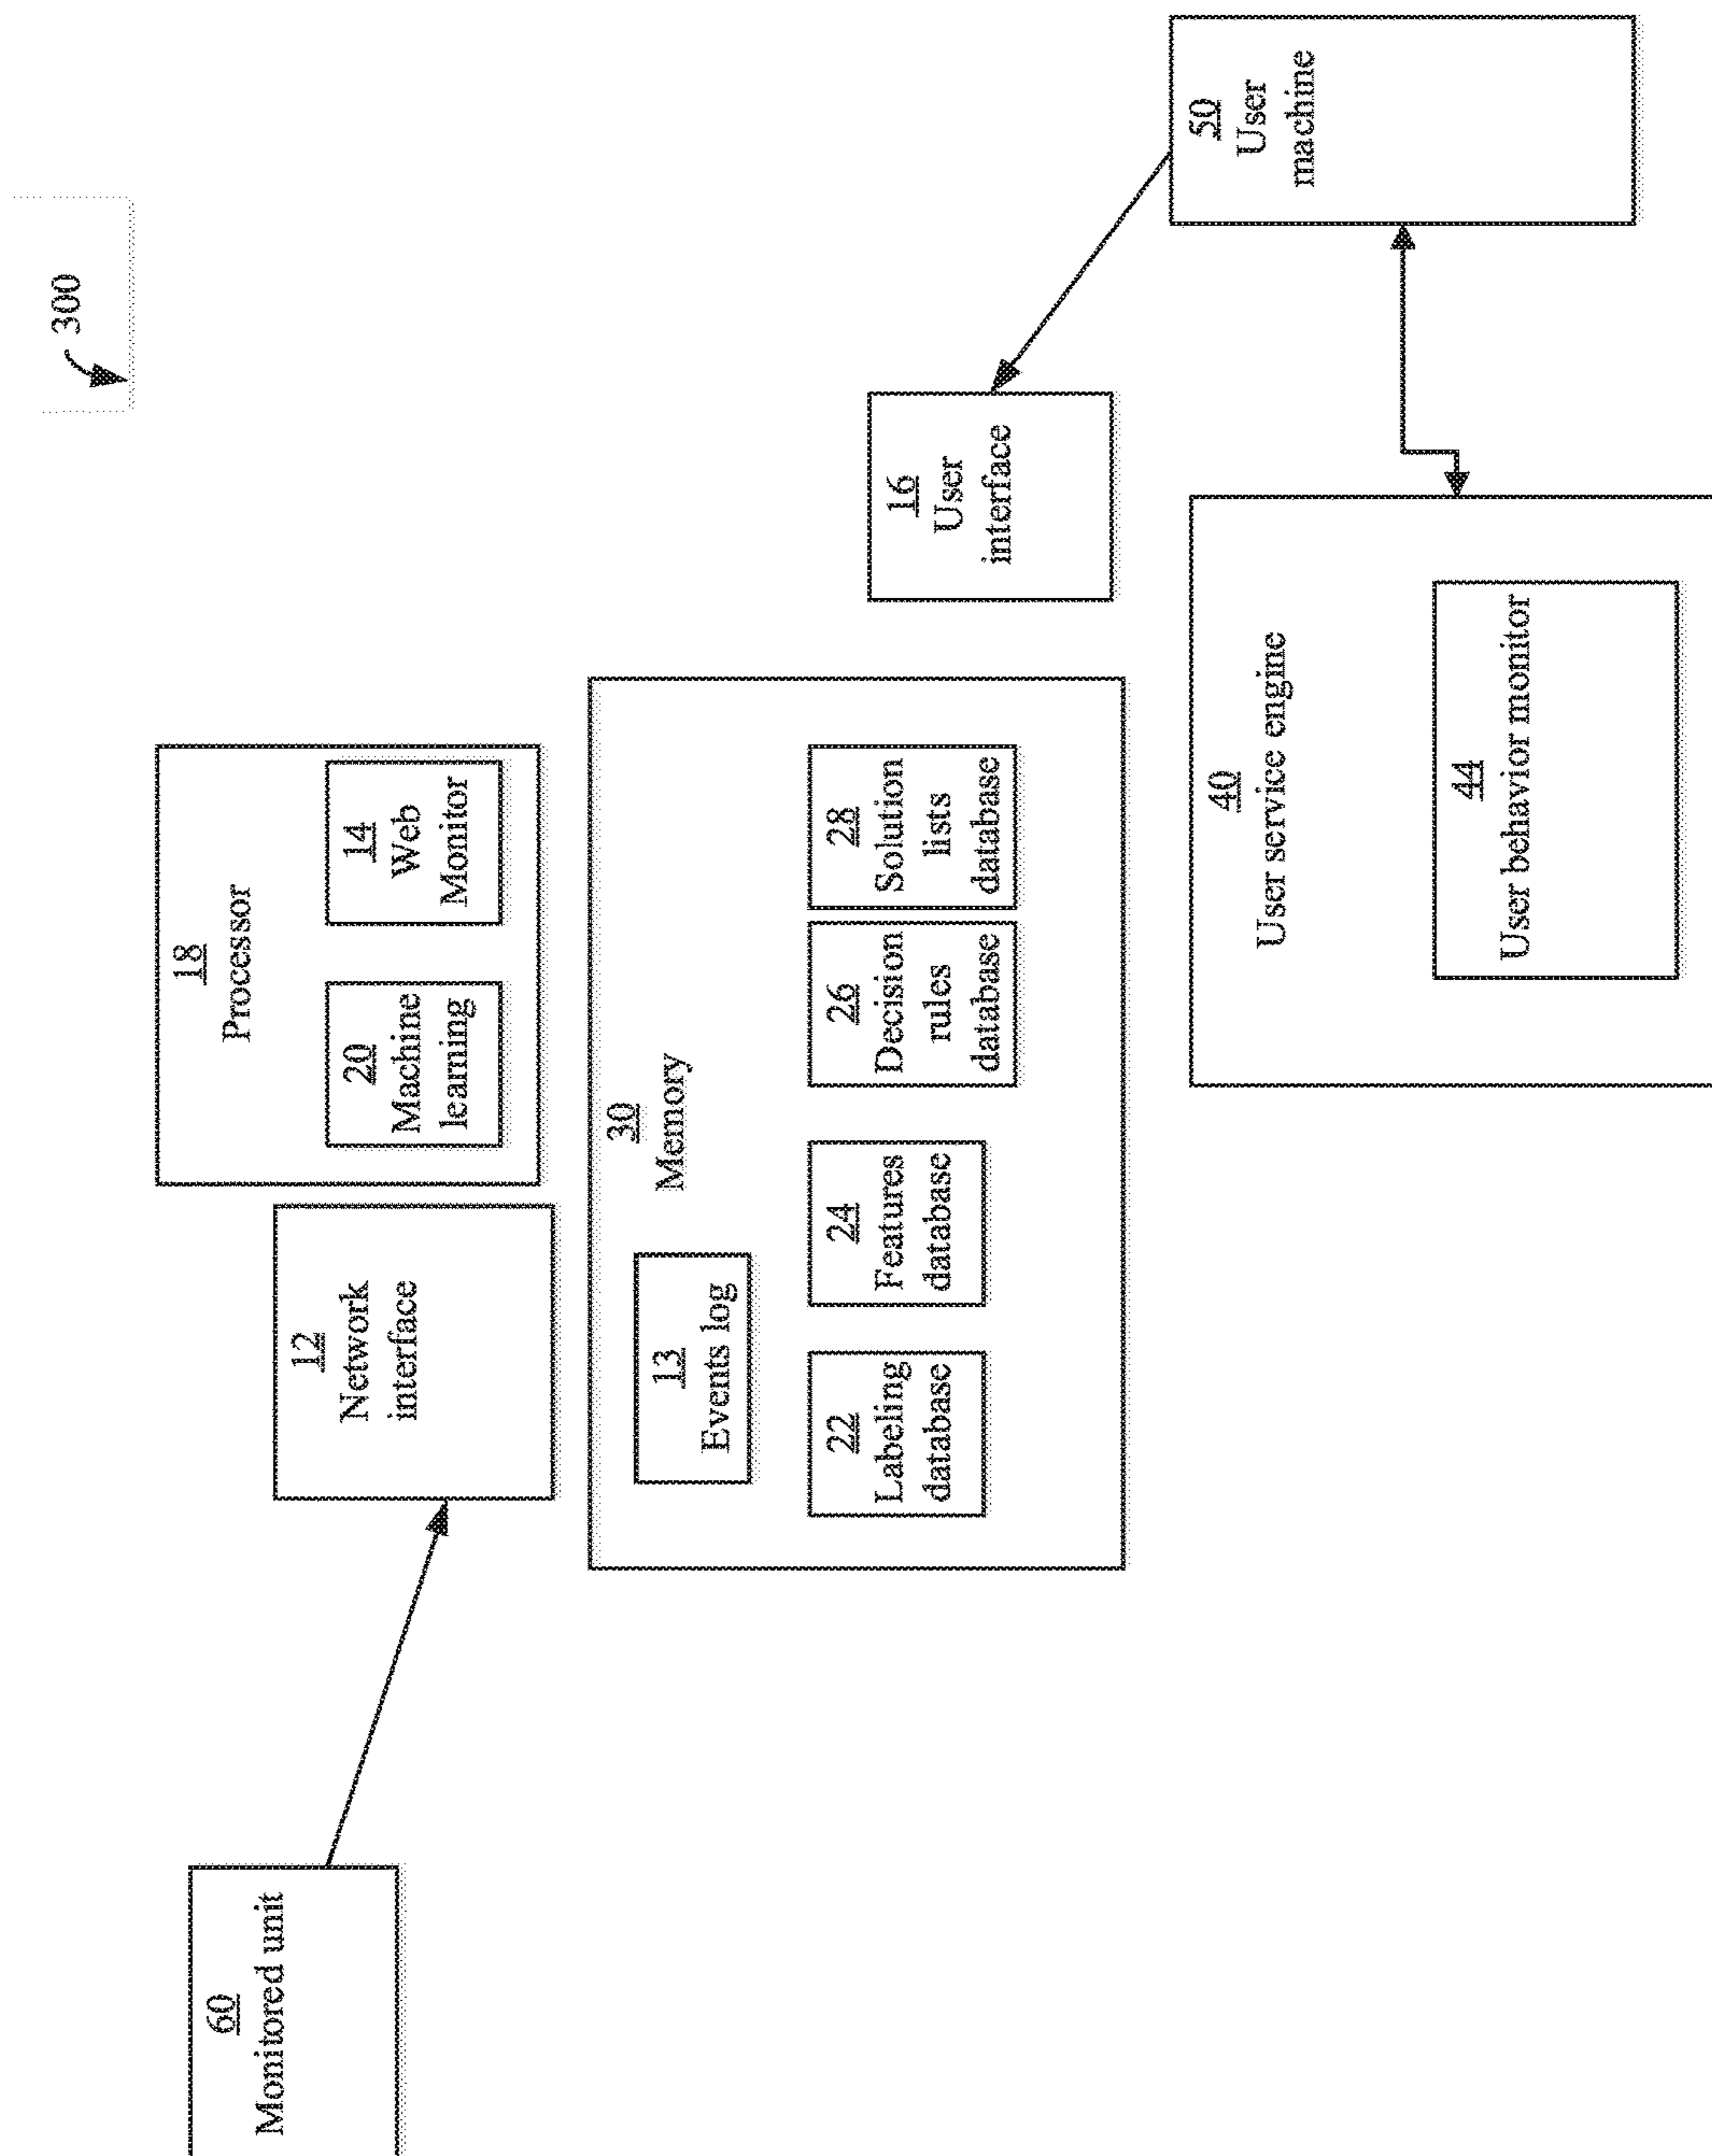 300
60
Monitored unit
12
Network
interface
18
Processor
20
Machine
learning
14
Web
Monitor
30
Memory
13
Events log
22
Labeling
database
24
Features
database
26
Decision
rules
database
28
Solution
lists
database
16
User
interface
50
User
machine
40
User service engine
44
User behavior monitor